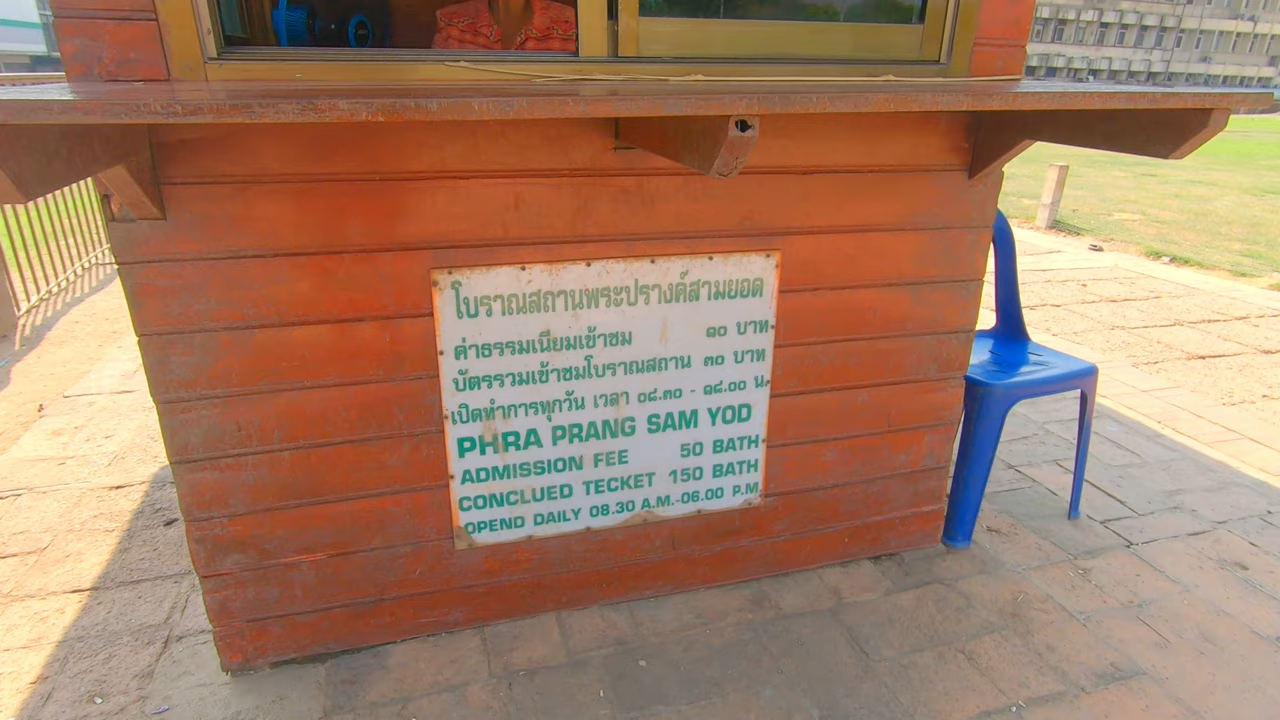 โบราณสถานพระปรางค์สามยอด
ค่าธรรมเนียมเข้าชม ๑๐ บาท
บัตรรวมเข้าชมโบราณสถาน ๓๐ บาท
เปิดทำการทุกวัน เวลา ๐๘.๓๐ - ๑๘.๐๐ น.
PHRA PRANG SAM YOD
ADMISSION FEE 50 BATH
CONCLUED TECKET 150 BATH
OPEND DAILY 08.30 A.M.-06.00 P.M.